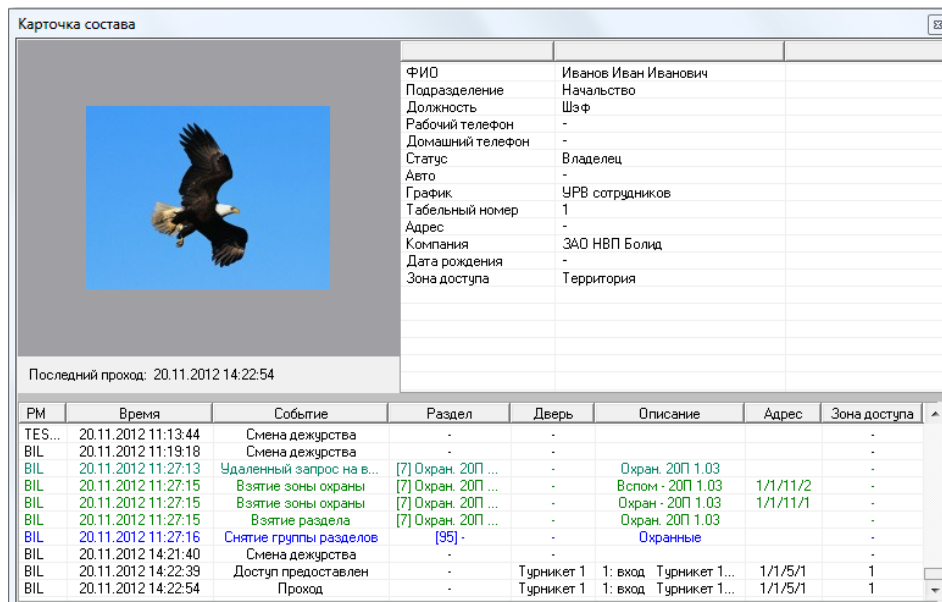 Карточка состава
ФИО Иванов Иван Иванович
Подразделение Начальство
Должность Шэф
Рабочий телефон -
Домашний телефон -
Статус Владелец
Авто -
График УРВ сотрудников
Табельный номер 1
Адрес -
Компания ЗАО НВП Болид
Дата рождения -
Зона доступа Территория
Последний проход: 20.11.2012 14:22:54
РМ Время Событие Раздел Дверь Описание Адрес Зона доступа
TES... 20.11.2012 11:13:44 Смена дежурства - - -
BIL 20.11.2012 11:19:18 Смена дежурства - - -
BIL 20.11.2012 11:27:13 Удаленный запрос на в... [7] Охран. 20П ... - Охран. 20П 1.03 -
BIL 20.11.2012 11:27:15 Взятие зоны охраны [7] Охран. 20П ... - Вспом - 20П 1.03 1/1/11/2 -
BIL 20.11.2012 11:27:15 Взятие зоны охраны [7] Охран. 20П ... - Охран - 20П 1.03 1/1/11/1 -
BIL 20.11.2012 11:27:15 Взятие раздела [7] Охран. 20П ... - Охран. 20П 1.03 -
BIL 20.11.2012 11:27:16 Снятие группы разделов [95] - - Охранные -
BIL 20.11.2012 14:21:40 Смена дежурства - - -
BIL 20.11.2012 14:22:39 Доступ предоставлен - Турникет 1 1: вход Турникет 1... 1/1/5/1 1
BIL 20.11.2012 14:22:54 Проход - Турникет 1 1: вход Турникет 1... 1/1/5/1 1